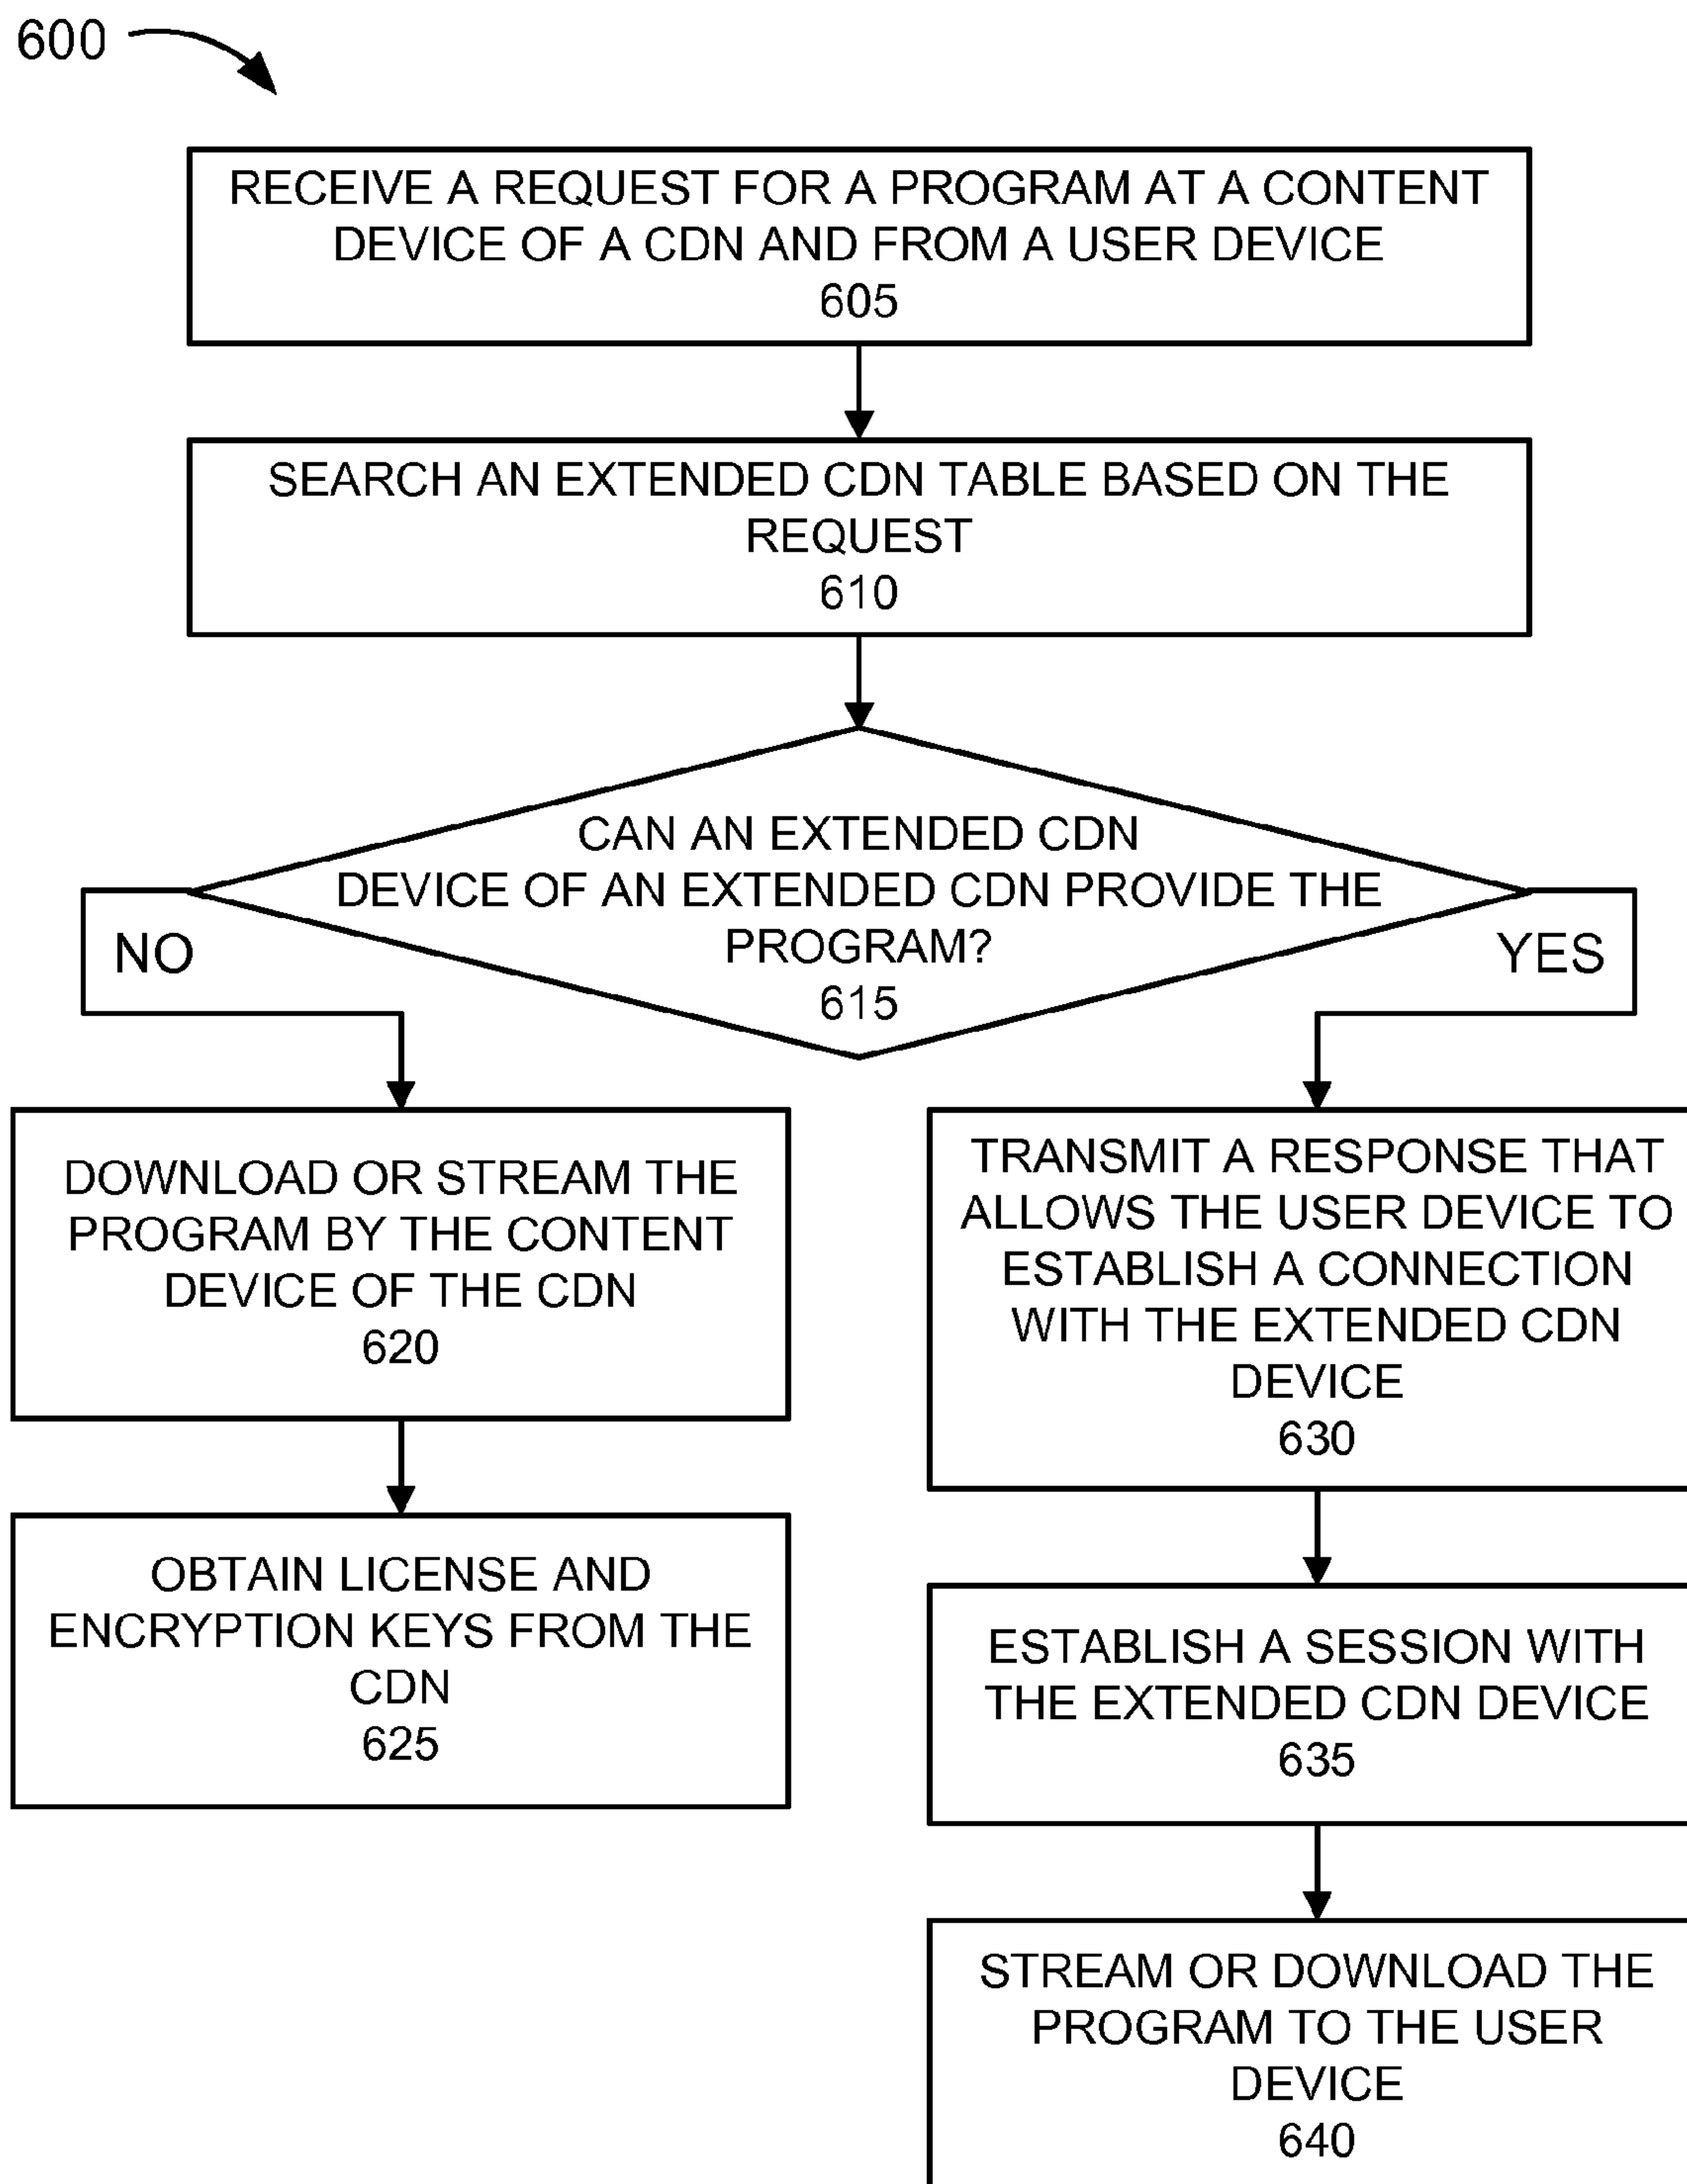 600
RECEIVE A REQUEST FOR A PROGRAM AT A CONTENT
DEVICE OF A CDN AND FROM A USER DEVICE
605
SEARCH AN EXTENDED CDN TABLE BASED ON THE
REQUEST
610
CAN AN EXTENDED CDN
DEVICE OF AN EXTENDED CDN PROVIDE THE
PROGRAM?
615
NO
YES
DOWNLOAD OR STREAM THE
PROGRAM BY THE CONTENT
DEVICE OF THE CDN
620
OBTAIN LICENSE AND
ENCRYPTION KEYS FROM THE
CDN
625
TRANSMIT A RESPONSE THAT
ALLOWS THE USER DEVICE TO
ESTABLISH A CONNECTION
WITH THE EXTENDED CDN
DEVICE
630
ESTABLISH A SESSION WITH
THE EXTENDED CDN DEVICE
635
STREAM OR DOWNLOAD THE
PROGRAM TO THE USER
DEVICE
640